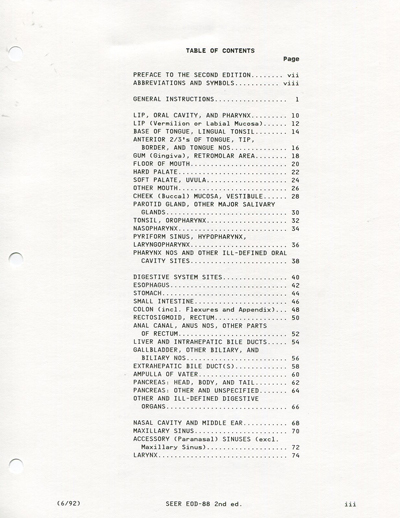 TABLE OF CONTENTS
Page
PREFACE TO THE SECOND EDITION........ vii
ABBREVIATIONS AND SYMBOLS........... viii
GENERAL INSTRUCTIONS................. 1
LIP, ORAL CAVITY, AND PHARYNX......... 10
LIP (Vermilion or Labial Mucosa)...... 12
BASE OF TONGUE, LINGUAL TONSIL........ 14
ANTERIOR 2/3's OF TONGUE, TIP,
BORDER, AND TONGUE NOS.............. 16
GUM (Gingiva), RETROMOLAR AREA........ 18
FLOOR OF MOUTH........................ 20
HARD PALATE........................... 22
SOFT PALATE, UVULA.................... 24
OTHER MOUTH........................... 26
CHEEK (Buccal) MUCOSA, VESTIBULE...... 28
PAROTID GLAND, OTHER MAJOR SALIVARY
GLANDS.............................. 30
TONSIL, OROPHARYNX.................... 32
NASOPHARYNX........................... 34
PYRIFORM SINUS, HYPOPHARYNX,
LARYNGOPHARYNX........................ 36
PHARYNX NOS AND OTHER ILL-DEFINED ORAL
CAVITY SITES........................ 38
DIGESTIVE SYSTEM SITES................ 40
ESOPHAGUS............................. 42
STOMACH............................... 44
SMALL INTESTINE....................... 46
COLON (incl. Flexures and Appendix)... 48
RECTOSIGMOID, RECTUM.................. 50
ANAL CANAL, ANUS NOS, OTHER PARTS
OF RECTUM........................... 52
LIVER AND INTRAHEPATIC BILE DUCTS..... 54
GALLBLADDER, OTHER BILIARY, AND
BILIARY NOS......................... 56
EXTRAHEPATIC BILE DUCT(S)............. 58
AMPULLA OF VATER...................... 60
PANCREAS: HEAD, BODY, AND TAIL........ 62
PANCREAS: OTHER AND UNSPECIFIED....... 64
OTHER AND ILL-DEFINED DIGESTIVE
ORGANS.............................. 66
NASAL CAVITY AND MIDDLE EAR........... 68
MAXILLARY SINUS....................... 70
ACCESSORY (Paranasal) SINUSES (excl.
Maxillary Sinus).................... 72
LARYNX................................ 74
(6/92) SEER EOD-88 2nd ed. iii